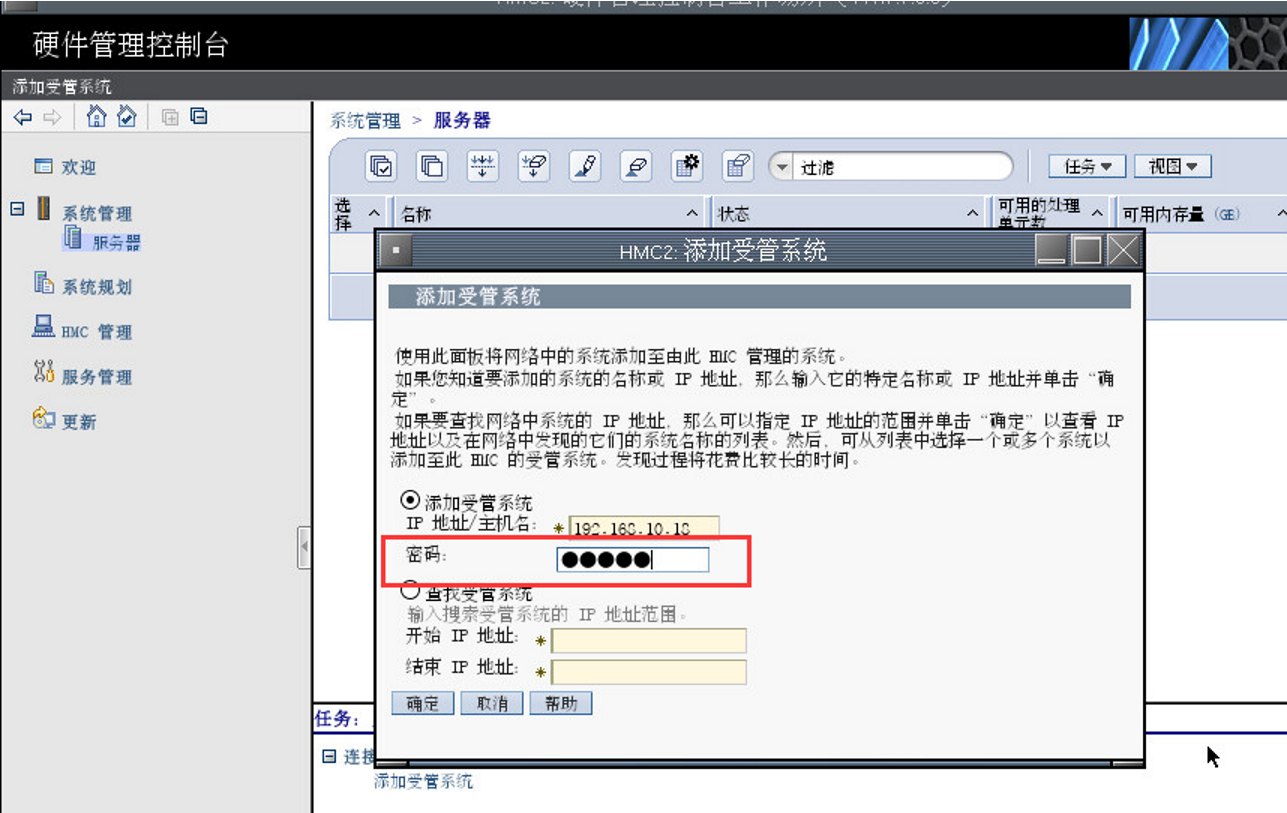 硬件管理控制台
添加受管系统
系统管理 > 服务器
欢迎
系统管理
服务器
系统规划
HMC 管理
服务管理
更新
过滤
任务
视图
选择
名称
状态
可用的处理
单元数
可用内存量 (GB)
HMC2: 添加受管系统
添加受管系统
使用此面板将网络中的系统添加至由此 HMC 管理的系统。
如果您知道要添加的系统的名称或 IP 地址，那么输入它的特定名称或 IP 地址并单击“确
定”。
如果要查找网络中系统的 IP 地址，那么可以指定 IP 地址的范围并单击“确定”以查看 IP
地址以及在网络中发现的它们的系统名称的列表。然后，可从列表中选择一个或多个系统以
添加至此 HMC 的受管系统。发现过程将花费比较长的时间。
添加受管系统
IP 地址/主机名: * 192.168.10.18
密码: ●●●●●
查找受管系统
输入搜索受管系统的 IP 地址范围。
开始 IP 地址: *
结束 IP 地址: *
确定 取消 帮助
任务:
连接
添加受管系统